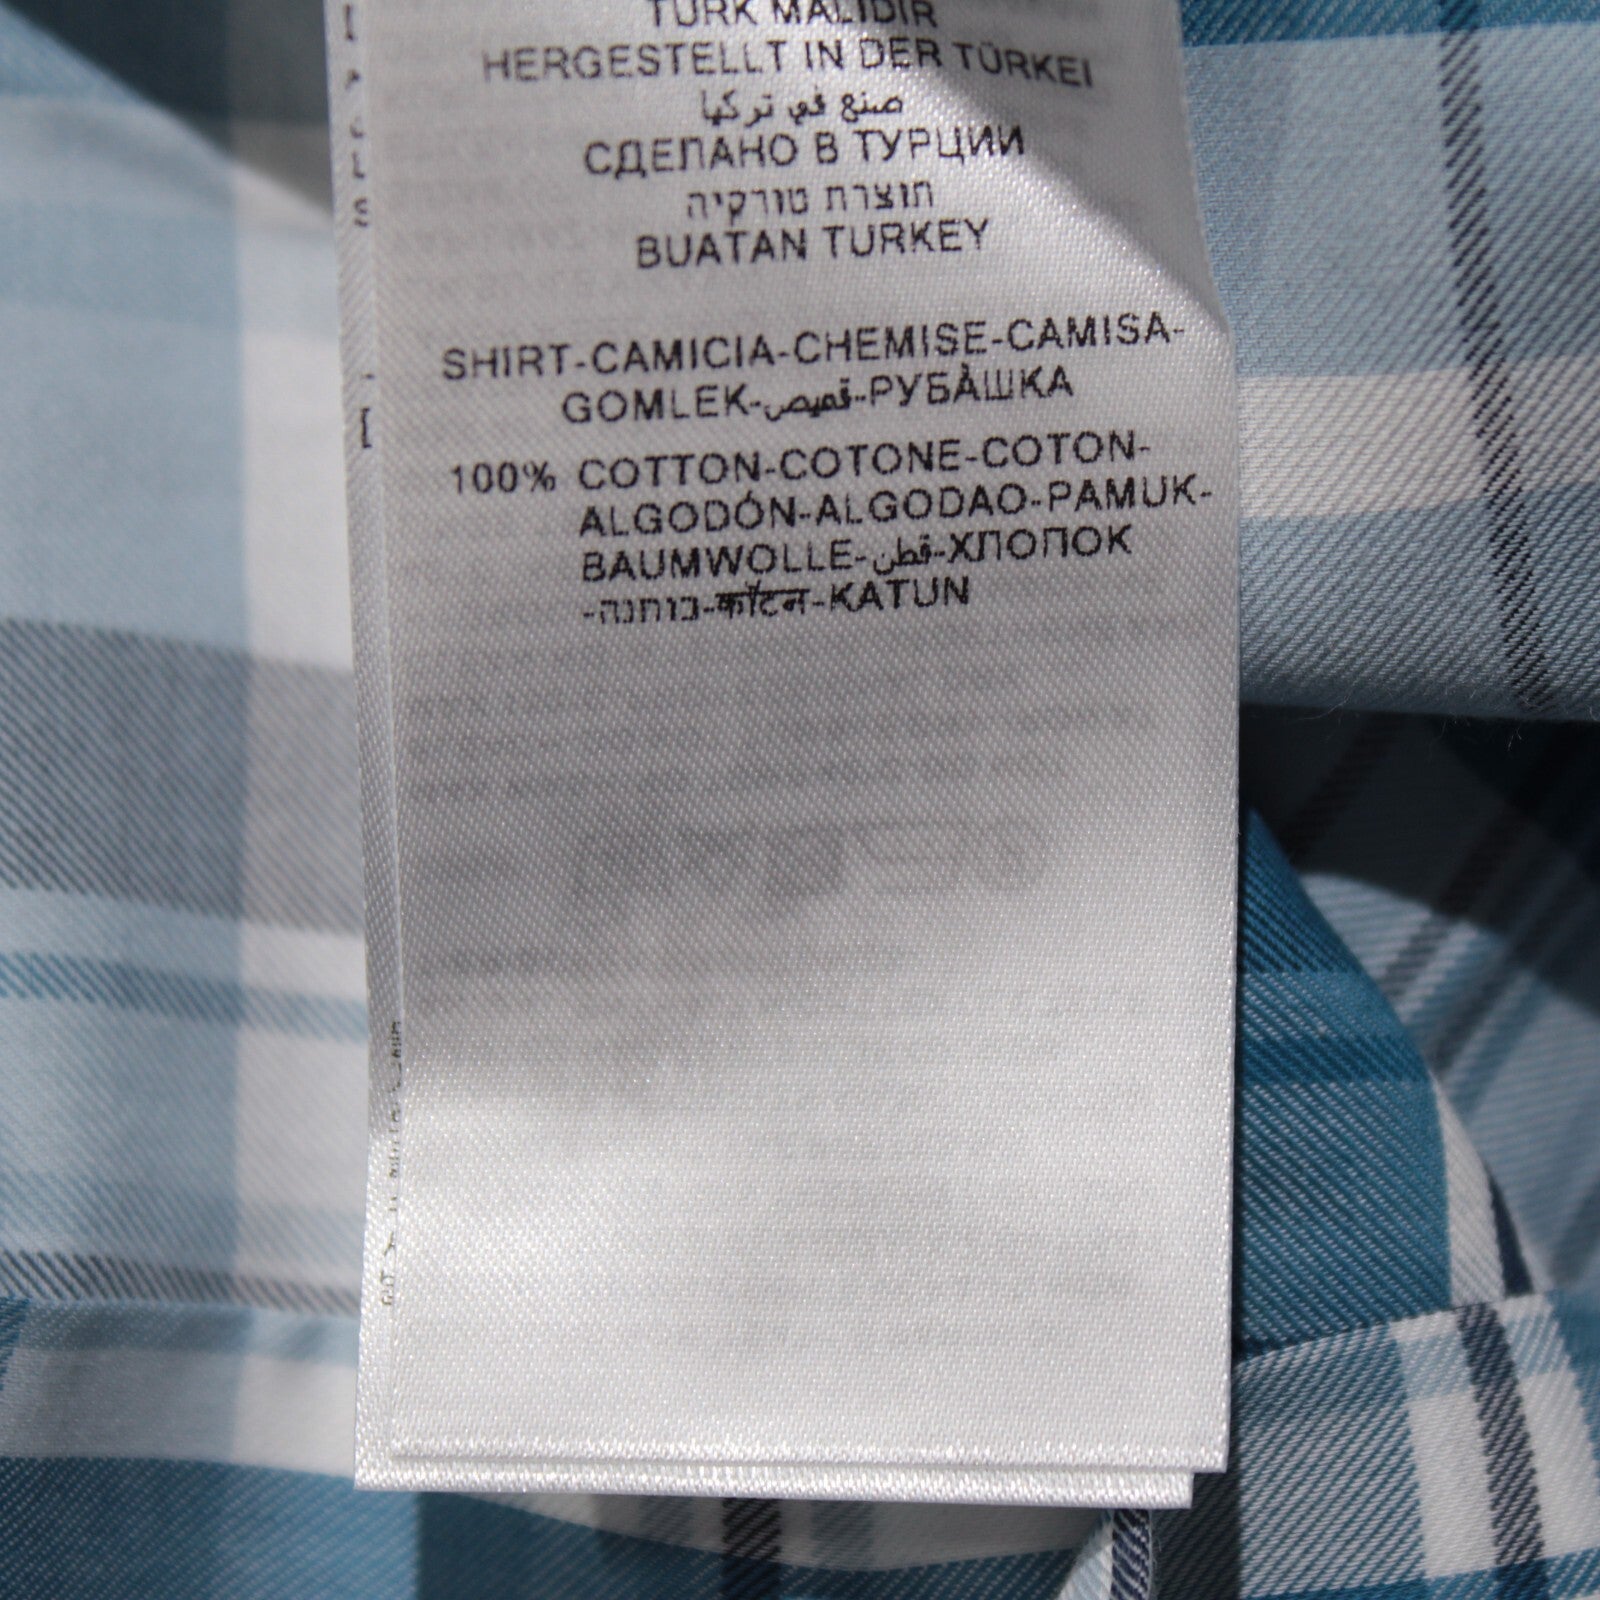 TÜRK MALIDIR
HERGESTELLT IN DER TÜRKEI
صنع في تركيا
СДЕЛАНО В ТУРЦИИ
תוצרת טורקיה
BUATAN TURKEY
SHIRT-CAMICIA-CHEMISE-CAMISA-
GOMLEK-قميص-РУБÀШКА
100% COTTON-COTONE-COTON-
ALGODÓN-ALGODAO-PAMUK-
BAUMWOLLE-قطن-ХЛОПОК
-כותנה-कॉटन-KATUN